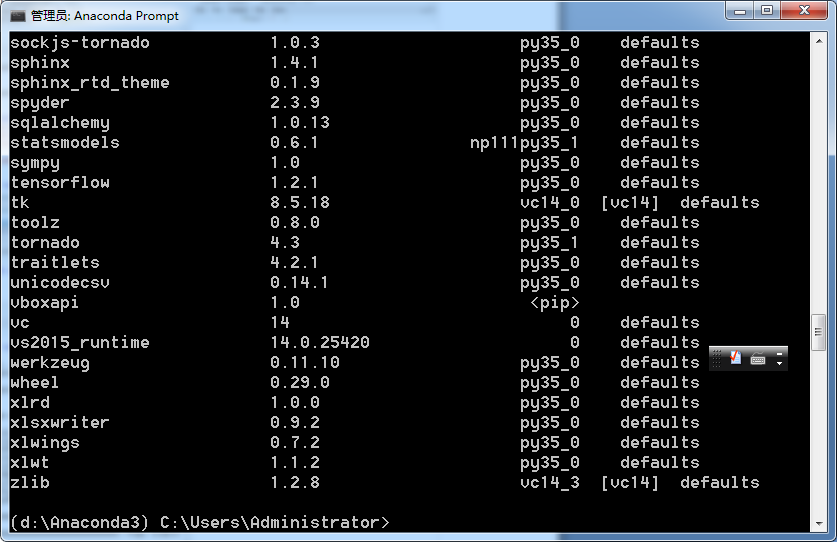 管理员: Anaconda Prompt
sockjs-tornado 1.0.3 py35_0 defaults
sphinx 1.4.1 py35_0 defaults
sphinx_rtd_theme 0.1.9 py35_0 defaults
spyder 2.3.9 py35_0 defaults
sqlalchemy 1.0.13 py35_0 defaults
statsmodels 0.6.1 np111py35_1 defaults
sympy 1.0 py35_0 defaults
tensorflow 1.2.1 py35_0 defaults
tk 8.5.18 vc14_0 [vc14] defaults
toolz 0.8.0 py35_0 defaults
tornado 4.3 py35_1 defaults
traitlets 4.2.1 py35_0 defaults
unicodecsv 0.14.1 py35_0 defaults
vboxapi 1.0 <pip>
vc 14 0 defaults
vs2015_runtime 14.0.25420 0 defaults
werkzeug 0.11.10 py35_0 defaults
wheel 0.29.0 py35_0 defaults
xlrd 1.0.0 py35_0 defaults
xlsxwriter 0.9.2 py35_0 defaults
xlwings 0.7.2 py35_0 defaults
xlwt 1.1.2 py35_0 defaults
zlib 1.2.8 vc14_3 [vc14] defaults
(d:\Anaconda3) C:\Users\Administrator>